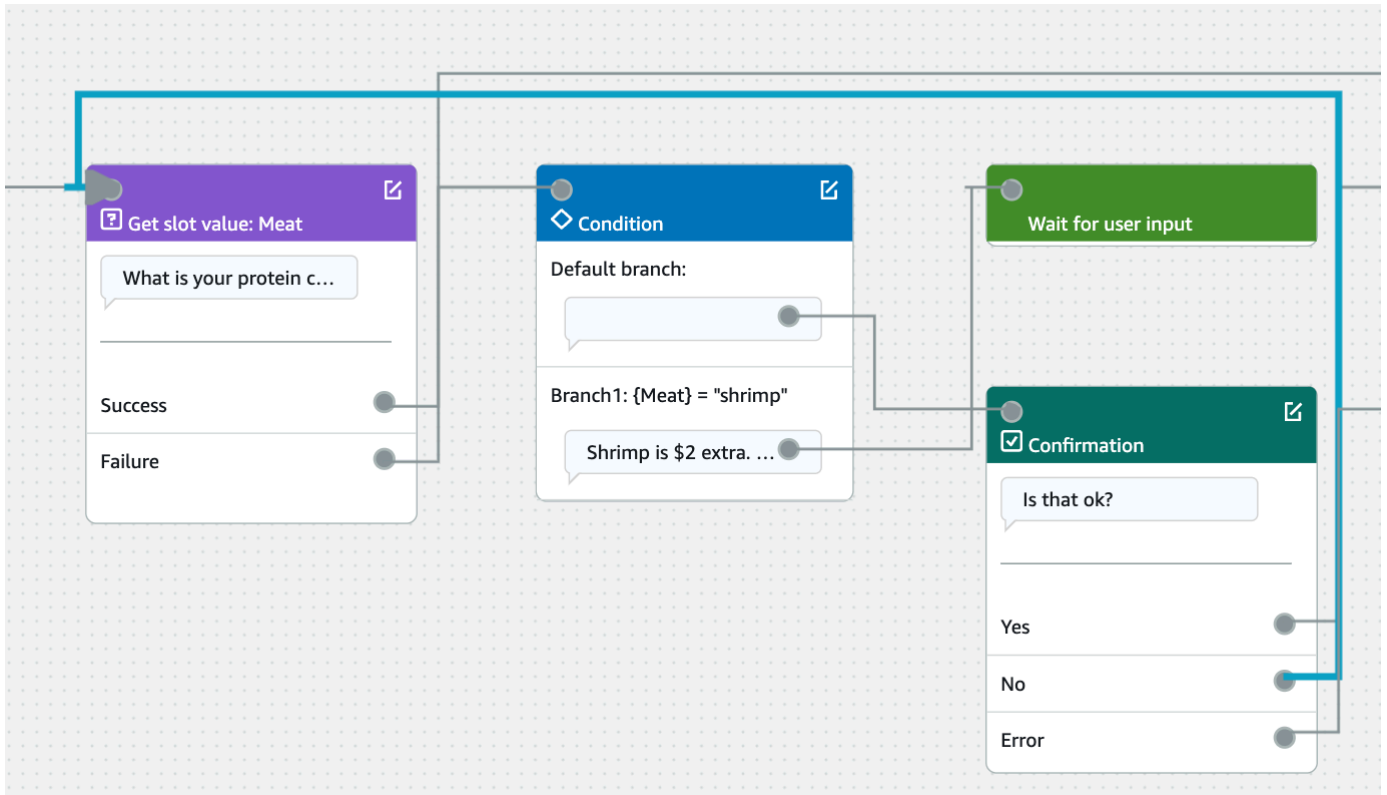 Get slot value: Meat
What is your protein c...
Success
Failure
Condition
Default branch:
Branch1: {Meat} = "shrimp"
Shrimp is $2 extra. ...
Wait for user input
Confirmation
Is that ok?
Yes
No
Error